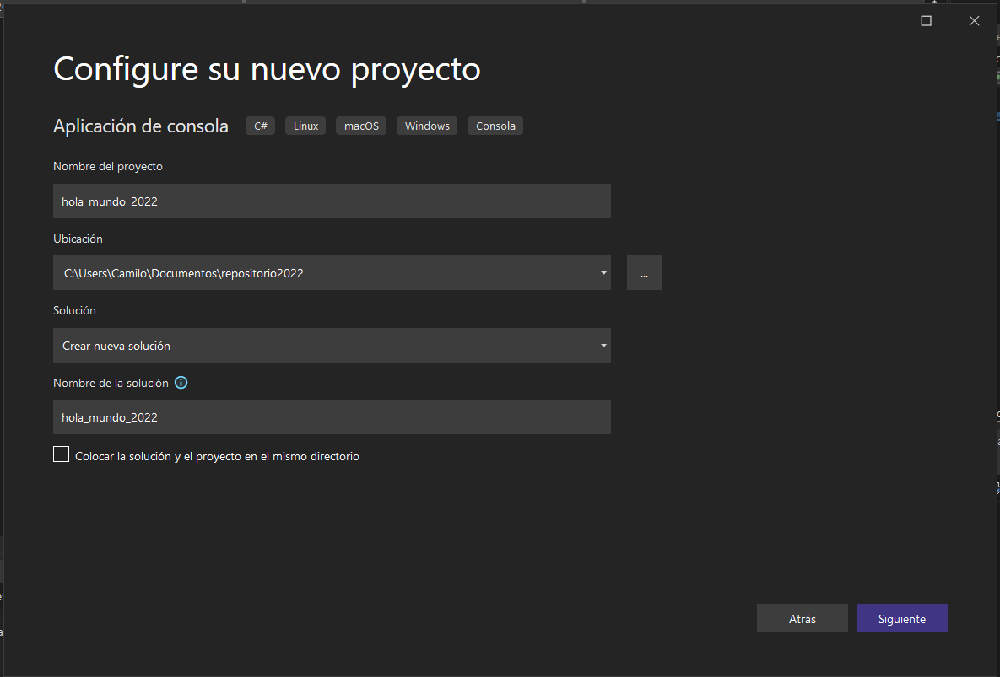 Configure su nuevo proyecto
Aplicación de consola C# Linux macOS Windows Consola
Nombre del proyecto
hola_mundo_2022
Ubicación
C:\Users\Camilo\Documentos\repositorio2022
...
Solución
Crear nueva solución
Nombre de la solución
hola_mundo_2022
Colocar la solución y el proyecto en el mismo directorio
Atrás Siguiente